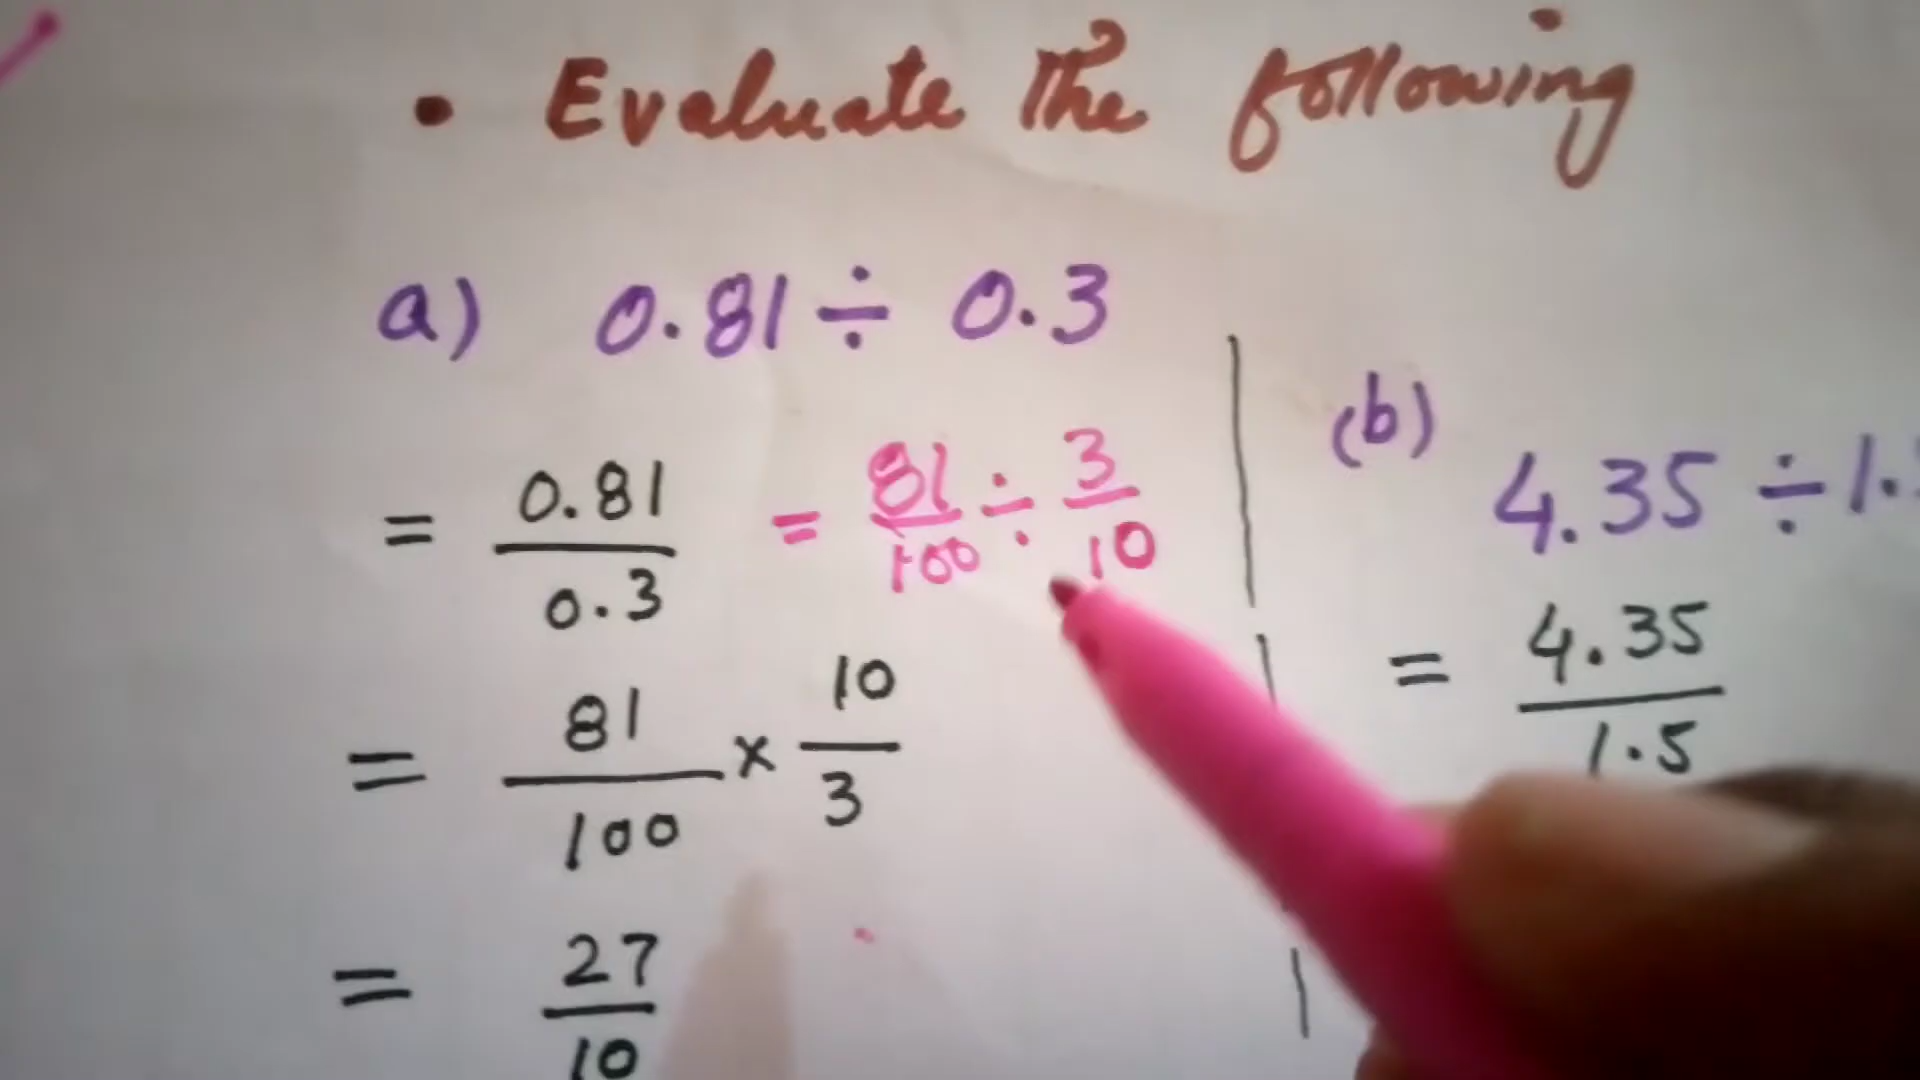 • Evaluate the following
a) 0.81 ÷ 0.3
= 0.81/0.3 = 81/100 ÷ 3/10
= 81/100 x 10/3
= 27/10
(b) 4.35 ÷ 1.
= 4.35/1.5